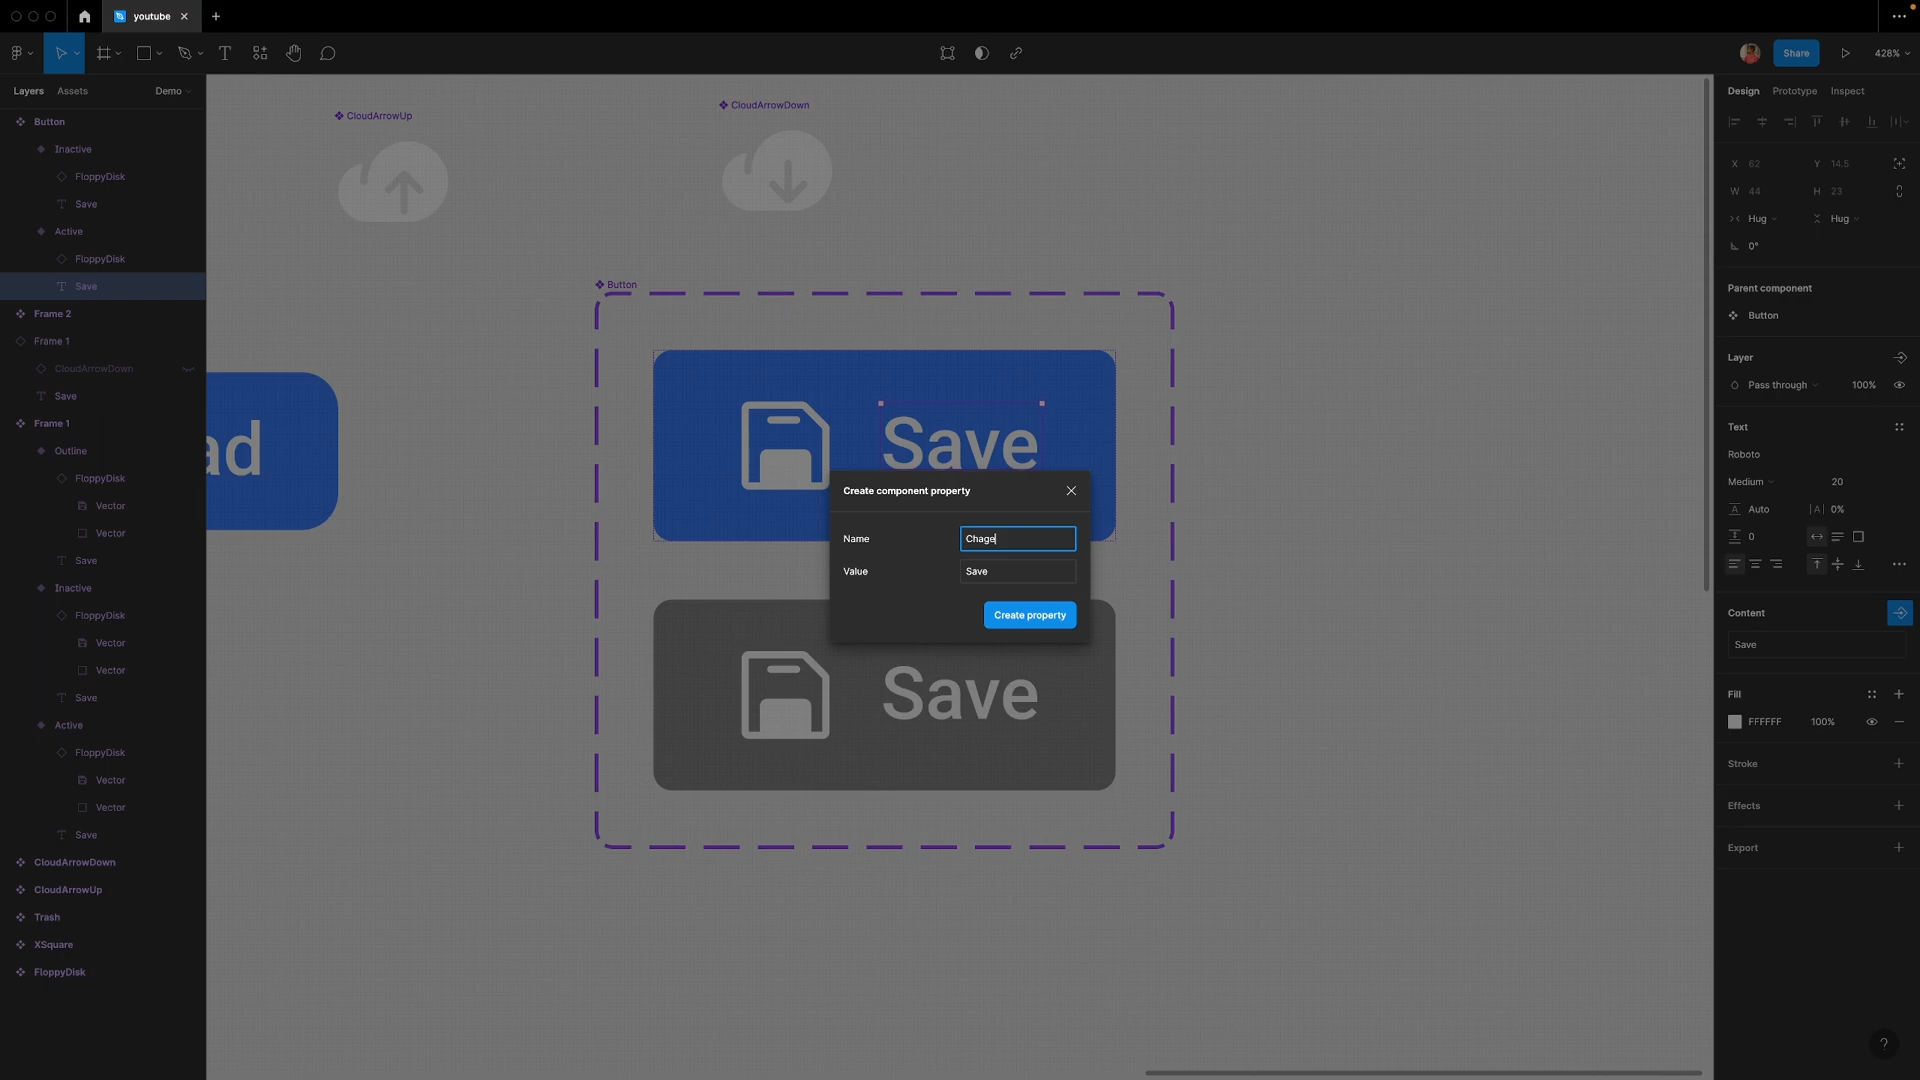 youtube
Share
428%
Layers
Assets
Demo
Design
Prototype
Inspect
Button
Inactive
FloppyDisk
Save
Active
FloppyDisk
Save
Frame 2
Frame 1
CloudArrowDown
Save
Frame 1
Outline
FloppyDisk
Vector
Vector
Save
Inactive
FloppyDisk
Vector
Vector
Save
Active
FloppyDisk
Vector
Vector
Save
CloudArrowDown
CloudArrowUp
Trash
XSquare
FloppyDisk
CloudArrowUp
CloudArrowDown
ad
Button
Save
Create component property
Name
Chage
Value
Save
Create property
Save
X 62 Y 14.5
W 44 H 23
Hug Hug
0°
Parent component
Button
Layer
Pass through 100%
Text
Roboto
Medium 20
Auto |A| 0%
0
Content
Save
Fill
FFFFFF 100%
Stroke
Effects
Export
?